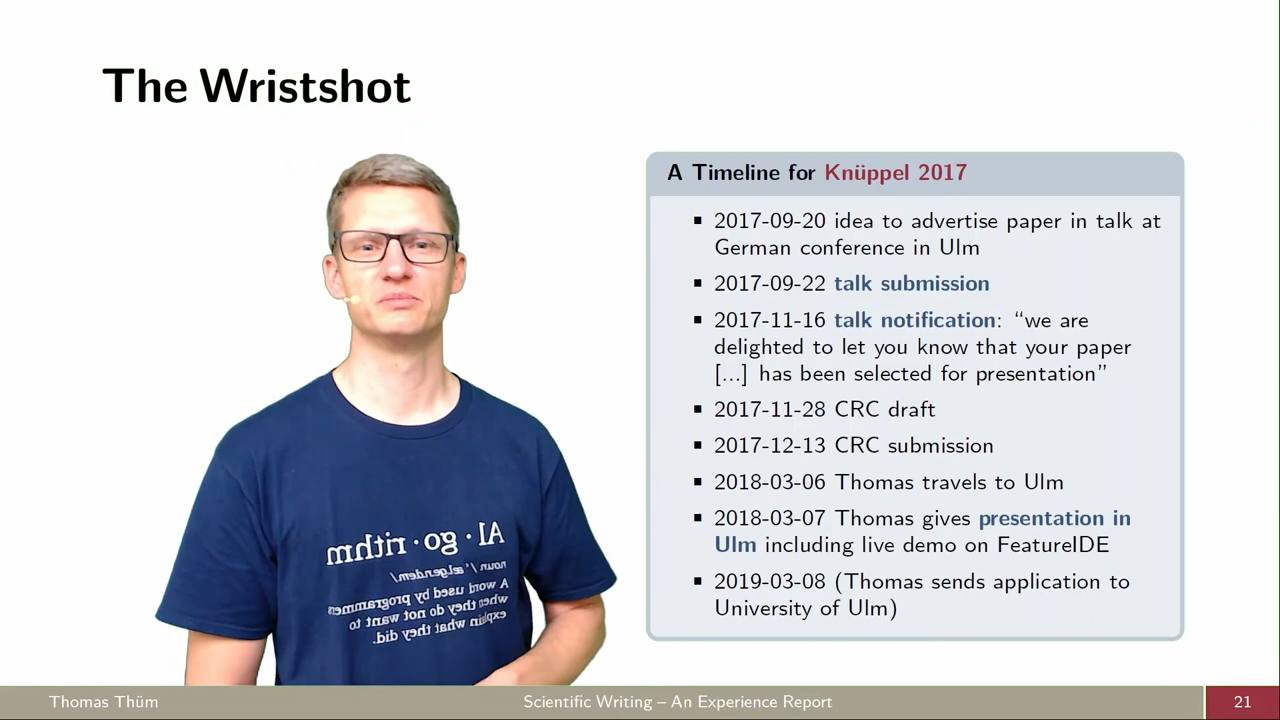 The Wristshot
A Timeline for Knüppel 2017
▪ 2017-09-20 idea to advertise paper in talk at
German conference in Ulm
▪ 2017-09-22 talk submission
▪ 2017-11-16 talk notification: “we are
delighted to let you know that your paper
[...] has been selected for presentation”
▪ 2017-11-28 CRC draft
▪ 2017-12-13 CRC submission
▪ 2018-03-06 Thomas travels to Ulm
▪ 2018-03-07 Thomas gives presentation in
Ulm including live demo on FeatureIDE
▪ 2019-03-08 (Thomas sends application to
University of Ulm)
Al·go·rithm
noun /'ælgəndəm/
A word used by programmers
when they do not want to
explain what they did.
Thomas Thüm
Scientific Writing – An Experience Report
21